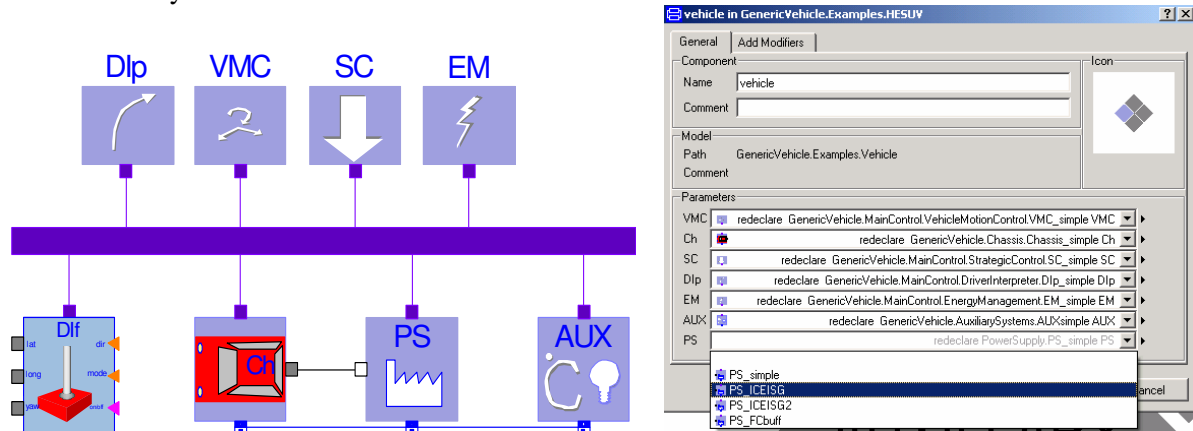 DIp VMC SC EM
DIf
lat dir
long mode
yaw onoff
Ch
PS
AUX
vehicle in GenericVehicle.Examples.HESUV
General Add Modifiers
Component
Name vehicle
Comment
Icon
Model
Path GenericVehicle.Examples.Vehicle
Comment
Parameters
VMC redeclare GenericVehicle.MainControl.VehicleMotionControl.VMC_simple VMC
Ch redeclare GenericVehicle.Chassis.Chassis_simple Ch
SC redeclare GenericVehicle.MainControl.StrategicControl.SC_simple SC
DIp redeclare GenericVehicle.MainControl.DriverInterpreter.DIp_simple DIp
EM redeclare GenericVehicle.MainControl.EnergyManagement.EM_simple EM
AUX redeclare GenericVehicle.AuxiliarySystems.AUXsimple AUX
PS redeclare PowerSupply.PS_simple PS
PS_simple
PS_ICEISG
PS_ICEISG2
PS_FCbuff
ancel